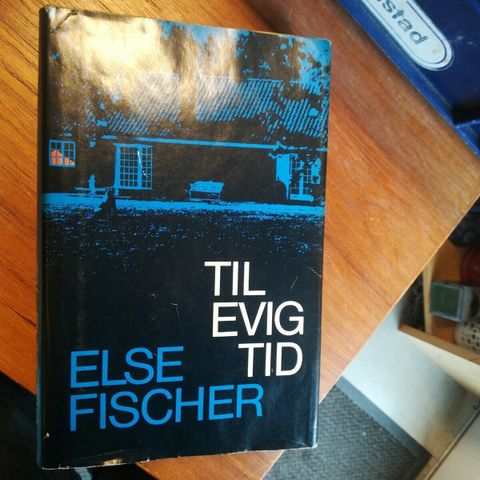 TIL
EVIG
TID
ELSE
FISCHER
stad